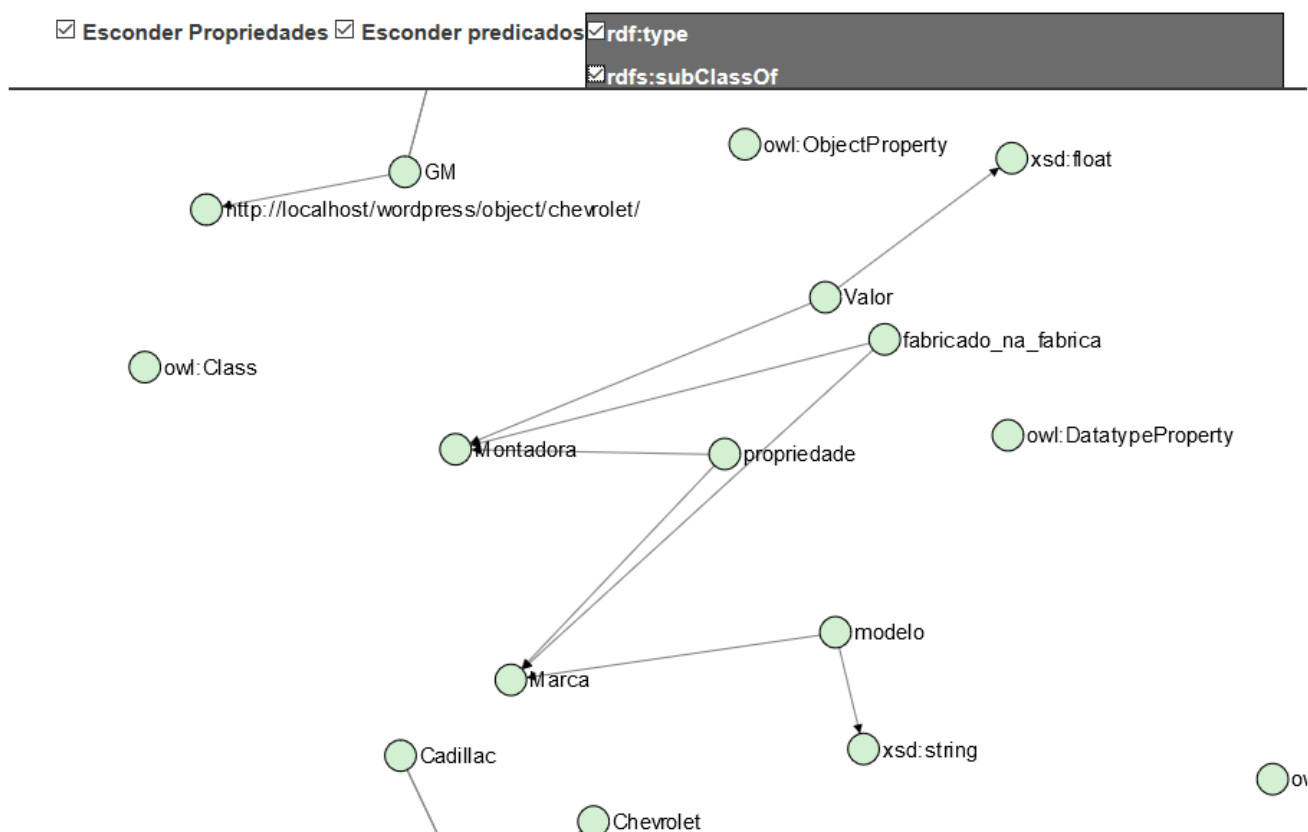 Esconder Propriedades Esconder predicados rdf:type
rdfs:subClassOf
owl:ObjectProperty
xsd:float
GM
http://localhost/wordpress/object/chevrolet/
Valor
fabricado_na_fabrica
owl:Class
owl:DatatypeProperty
Montadora
propriedade
modelo
Marca
xsd:string
Cadillac
Chevrolet